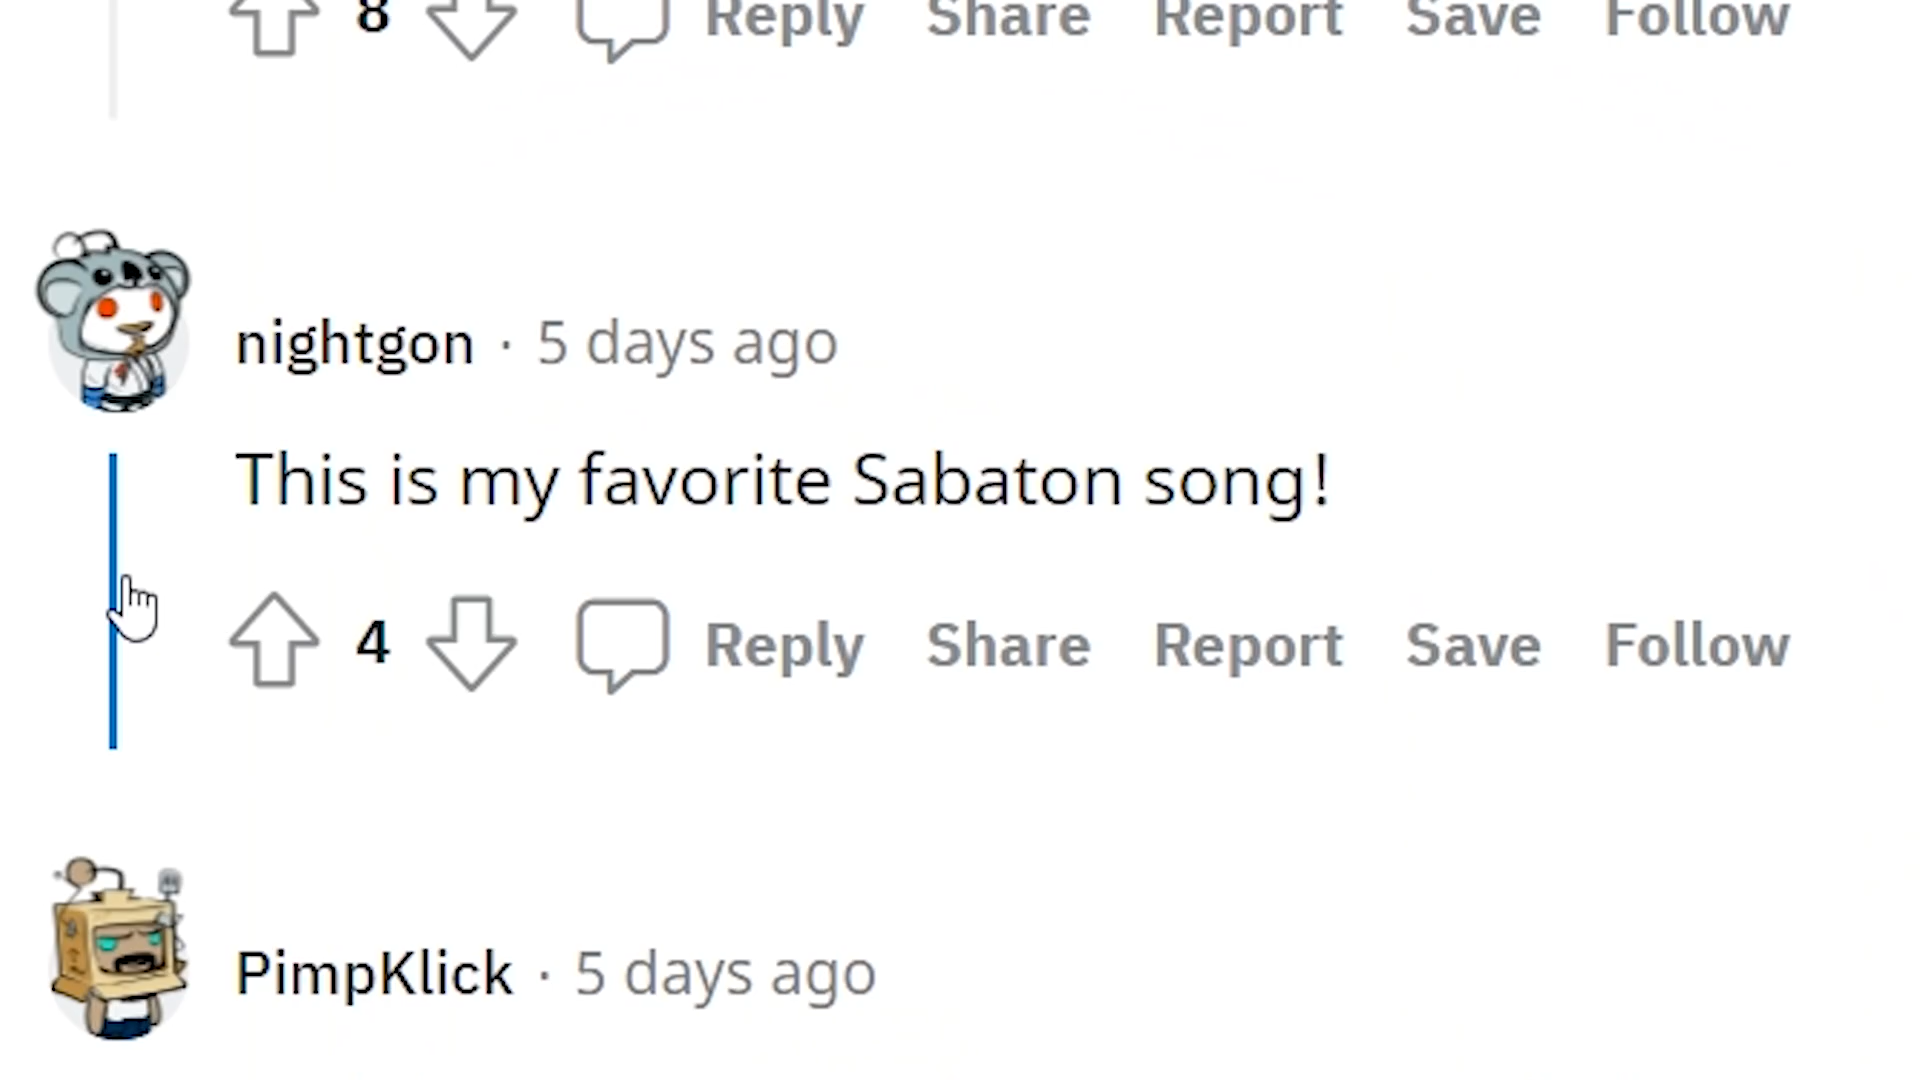 8 Reply Share Report Save Follow
nightgon · 5 days ago
This is my favorite Sabaton song!
4 Reply Share Report Save Follow
PimpKlick · 5 days ago